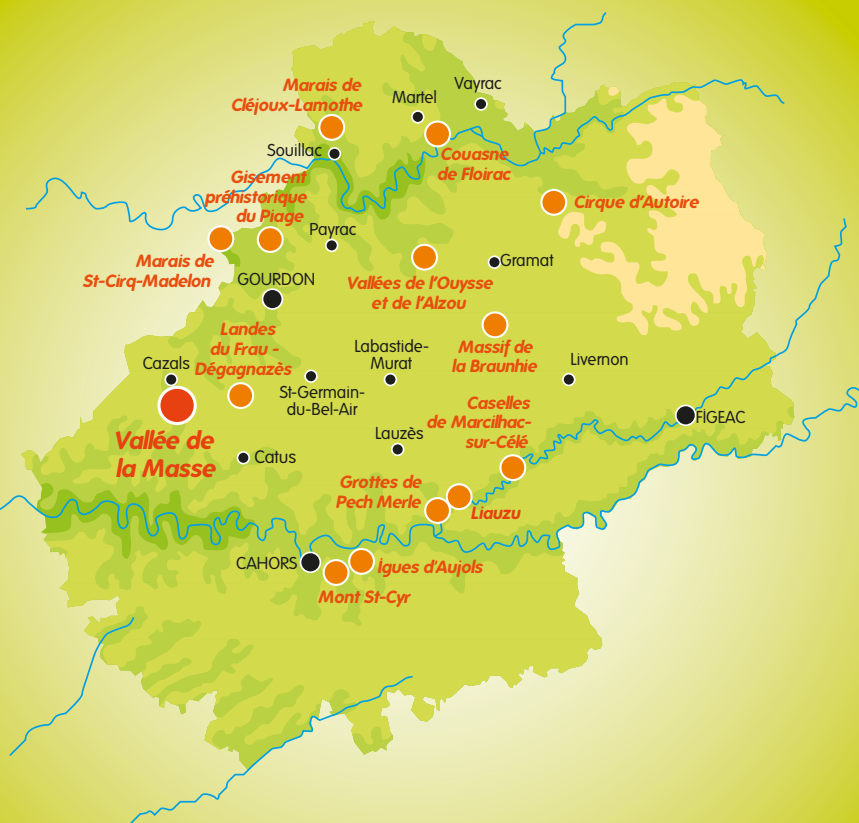 Marais de
Cléjoux-Lamothe
Martel
Vayrac
Souillac
Couasne
de Floirac
Gisement
préhistorique
du Piage
Cirque d'Autoire
Payrac
Marais de
St-Cirq-Madelon
Gramat
GOURDON
Vallées de l'Ouysse
et de l'Alzou
Landes
du Frau -
Dégagnazès
Labastide-
Murat
Massif de
la Braunhie
Livernon
Cazals
St-Germain-
du-Bel-Air
Caselles
de Marcilhac-
sur-Célé
FIGEAC
Vallée de
la Masse
Lauzès
Catus
Grottes de
Pech Merle
Liauzu
CAHORS
Igues d'Aujols
Mont St-Cyr